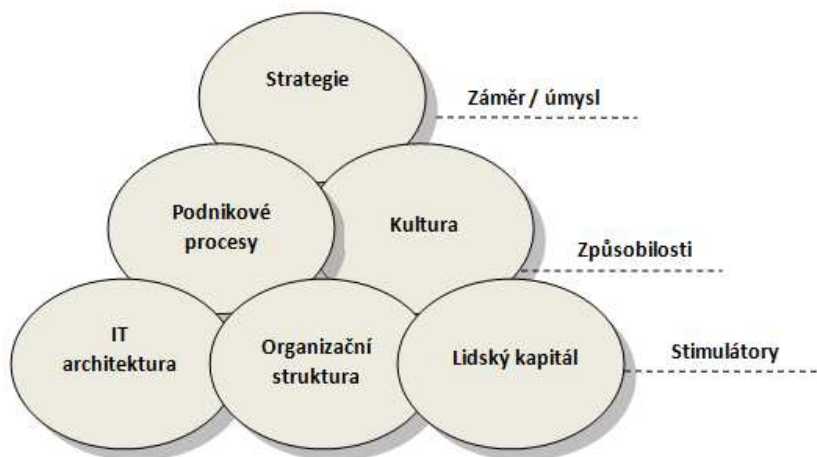 Strategie
Záměr / úmysl
Podnikové
procesy
Kultura
Způsobilosti
IT
architektura
Organizační
struktura
Lidský kapitál
Stimulátory